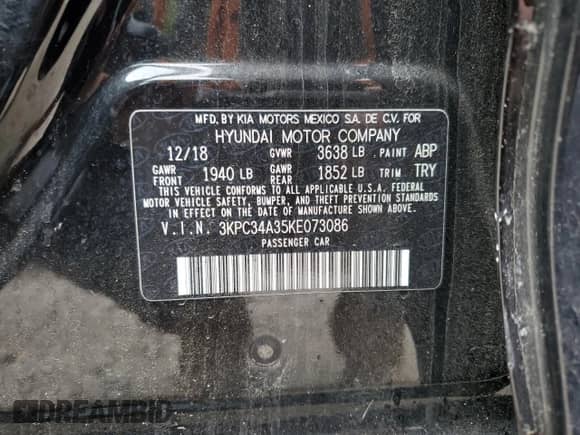 MFD. BY KIA MOTORS MEXICO S.A. DE C.V. FOR
HYUNDAI MOTOR COMPANY
12/18 GVWR 3638 LB . PAINT ABP
GAWR FRONT 1940 LB GAWR REAR 1852 LB TRIM TRY
THIS VEHICLE CONFORMS TO ALL APPLICABLE U.S.A. FEDERAL
MOTOR VEHICLE SAFETY, BUMPER, AND THEFT PREVENTION STANDARDS
IN EFFECT ON THE DATE OF MANUFACTURE SHOWN ABOVE.
V.I.N. 3KPC34A35KE073086
PASSENGER CAR
DREAMBID